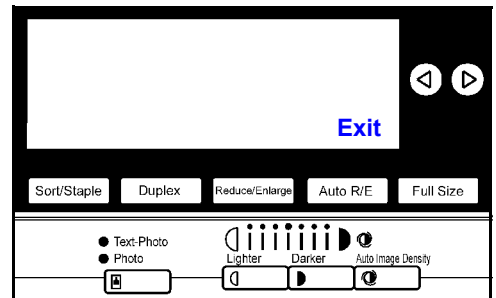 Exit
Sort/Staple Duplex Reduce/Enlarge Auto R/E Full Size
Text-Photo
Photo
Lighter Darker Auto Image Density